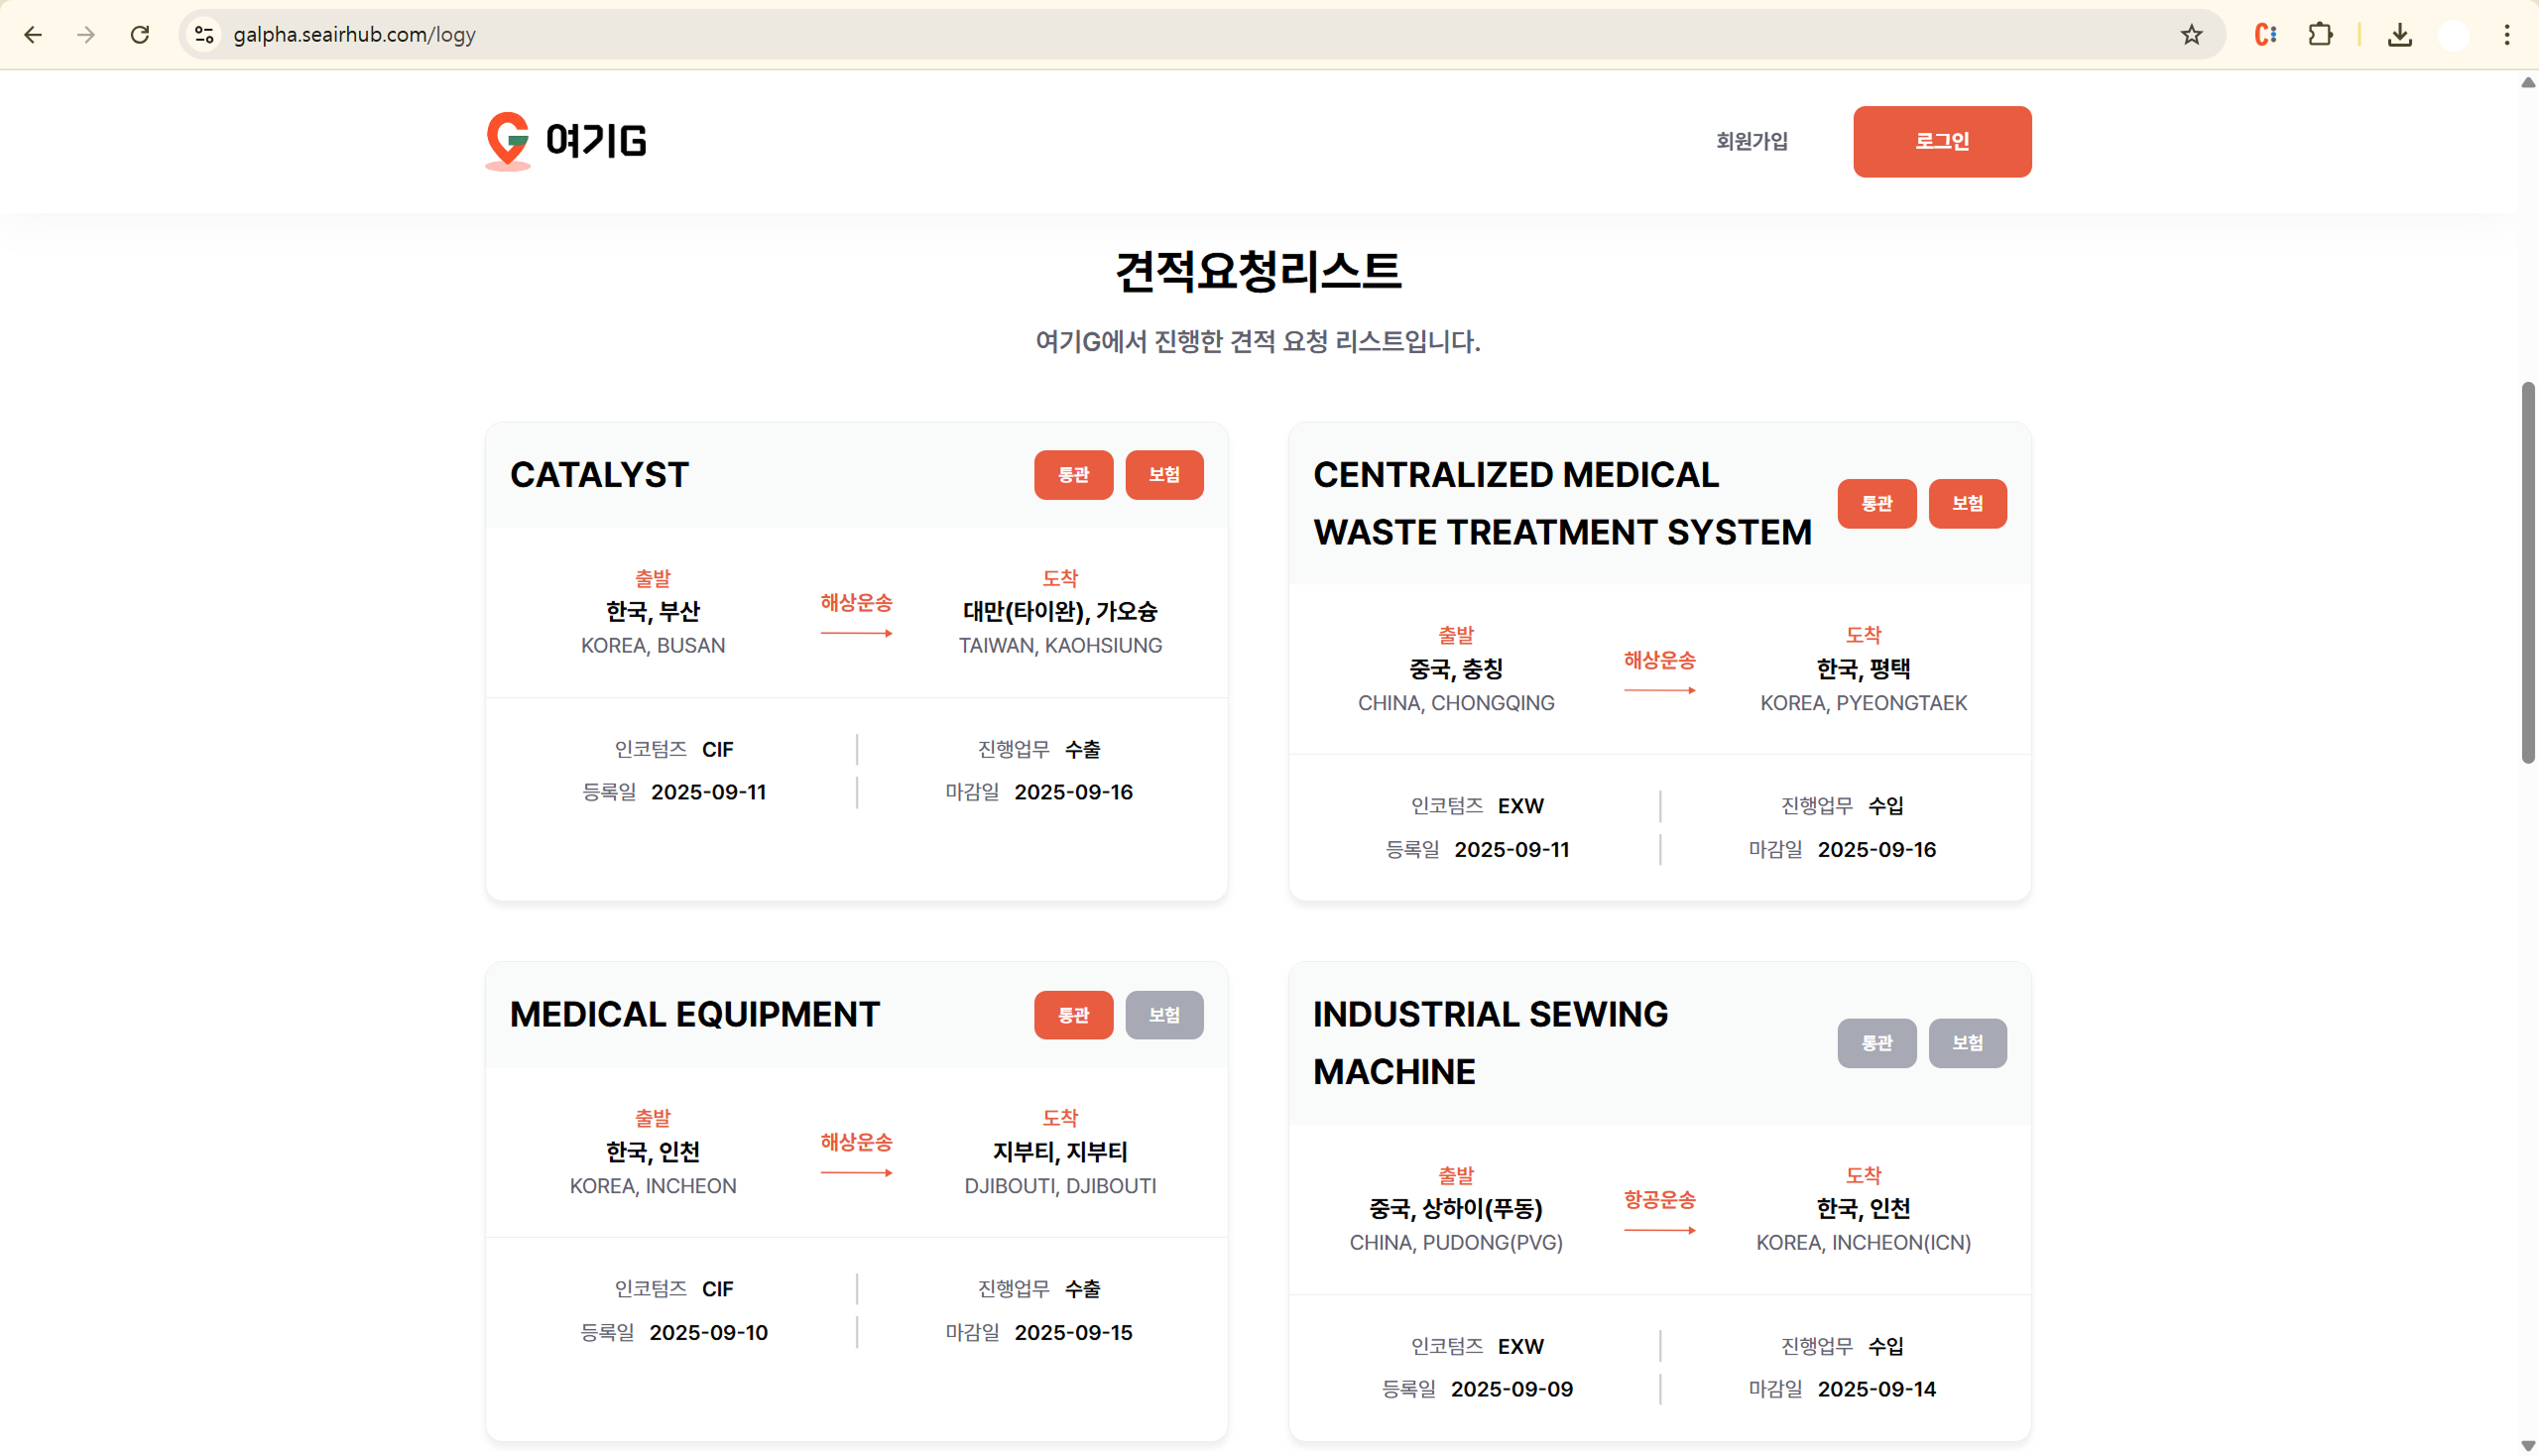 galpha.seairhub.com/logy
여기G
회원가입
로그인
견적요청리스트
여기G에서 진행한 견적 요청 리스트입니다.
CATALYST
통관
보험
출발
한국, 부산
KOREA, BUSAN
해상운송
도착
대만(타이완), 가오슝
TAIWAN, KAOHSIUNG
인코텀즈 CIF
진행업무 수출
등록일 2025-09-11
마감일 2025-09-16
CENTRALIZED MEDICAL
WASTE TREATMENT SYSTEM
통관
보험
출발
중국, 충칭
CHINA, CHONGQING
해상운송
도착
한국, 평택
KOREA, PYEONGTAEK
인코텀즈 EXW
진행업무 수입
등록일 2025-09-11
마감일 2025-09-16
MEDICAL EQUIPMENT
통관
보험
출발
한국, 인천
KOREA, INCHEON
해상운송
도착
지부티, 지부티
DJIBOUTI, DJIBOUTI
인코텀즈 CIF
진행업무 수출
등록일 2025-09-10
마감일 2025-09-15
INDUSTRIAL SEWING
MACHINE
통관
보험
출발
중국, 상하이(푸동)
CHINA, PUDONG(PVG)
항공운송
도착
한국, 인천
KOREA, INCHEON(ICN)
인코텀즈 EXW
진행업무 수입
등록일 2025-09-09
마감일 2025-09-14